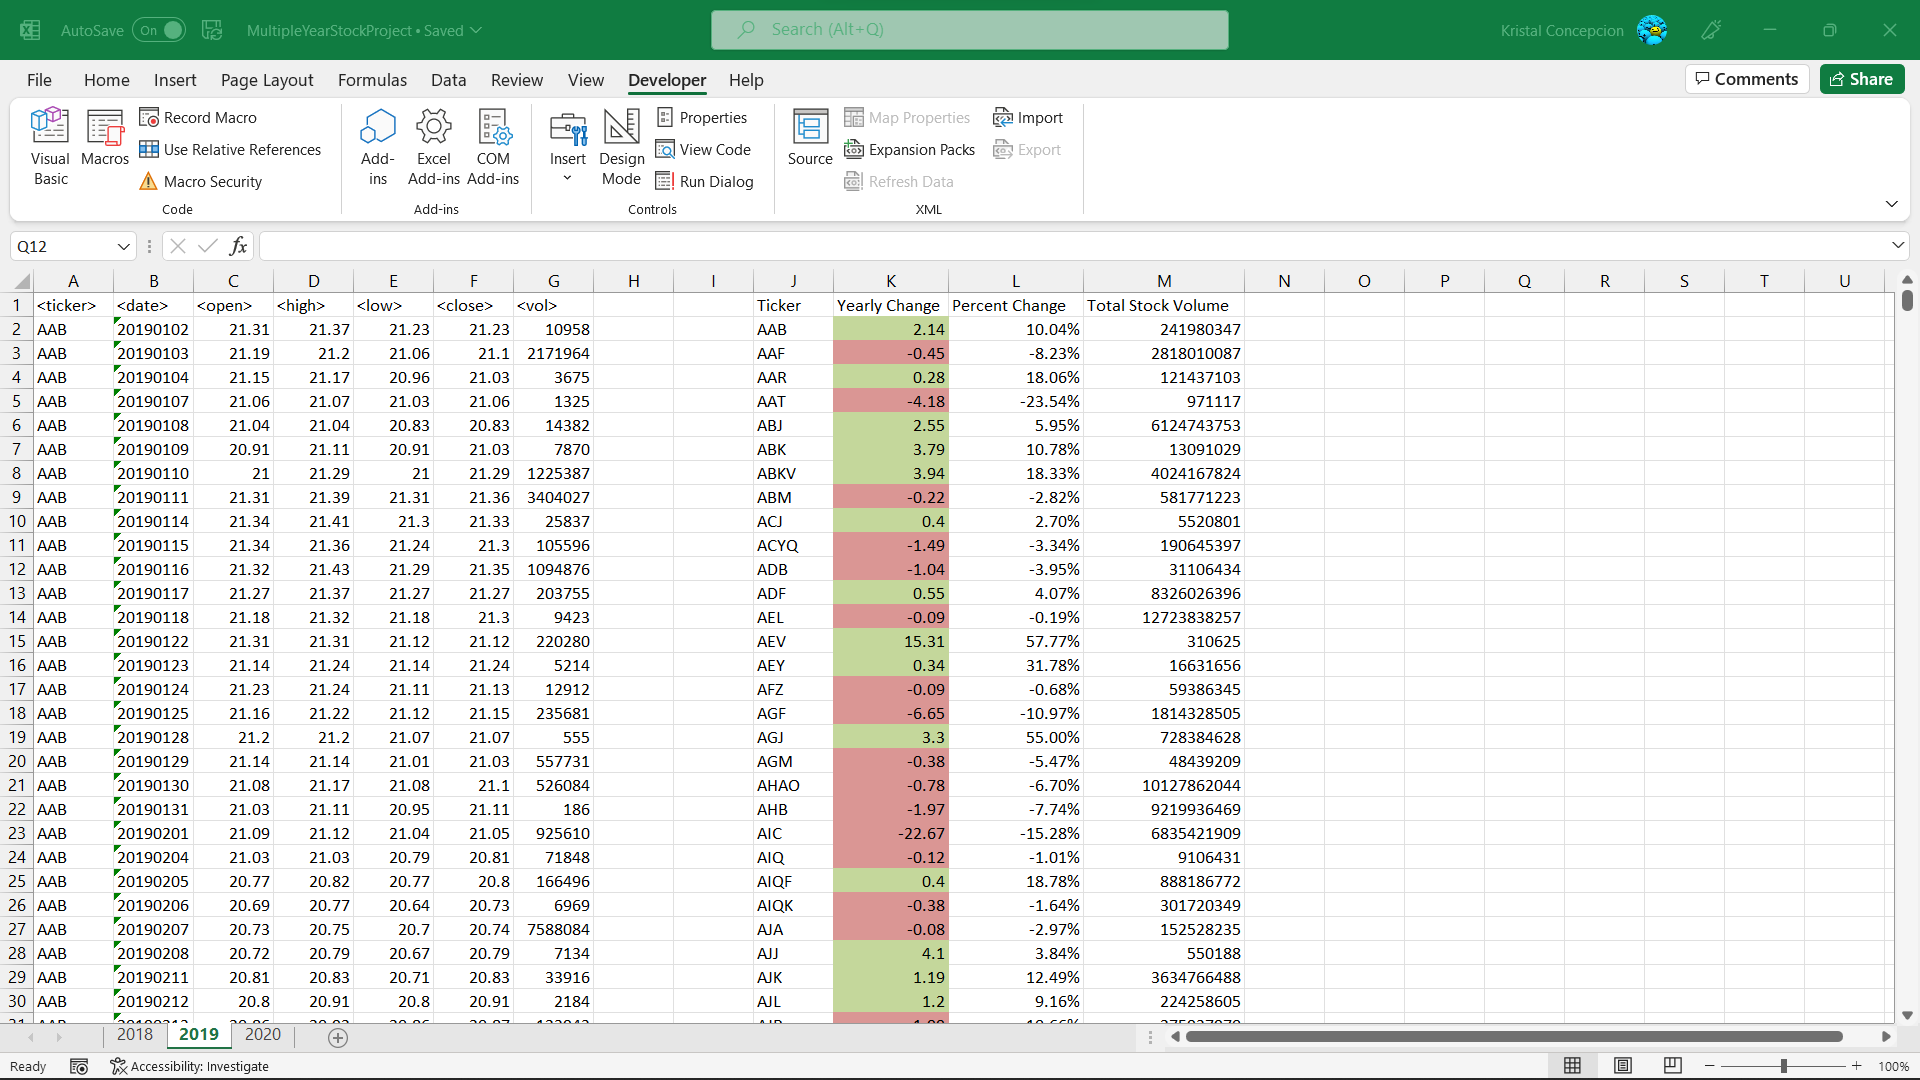 AutoSave On MultipleYearStockProject • Saved Search (Alt+Q) Kristal Concepcion
File Home Insert Page Layout Formulas Data Review View Developer Help Comments Share
Visual Basic Macros Record Macro Use Relative References Macro Security Code
Add-ins Excel Add-ins COM Add-ins Add-ins
Insert Design Mode Properties View Code Run Dialog Controls
Source Map Properties Expansion Packs Refresh Data Import Export XML
Q12 fx
A B C D E F G H I J K L M N O P Q R S T U
1 <ticker> <date> <open> <high> <low> <close> <vol> Ticker Yearly Change Percent Change Total Stock Volume
2 AAB 20190102 21.31 21.37 21.23 21.23 10958 AAB 2.14 10.04% 241980347
3 AAB 20190103 21.19 21.2 21.06 21.1 2171964 AAF -0.45 -8.23% 2818010087
4 AAB 20190104 21.15 21.17 20.96 21.03 3675 AAR 0.28 18.06% 121437103
5 AAB 20190107 21.06 21.07 21.03 21.06 1325 AAT -4.18 -23.54% 971117
6 AAB 20190108 21.04 21.04 20.83 20.83 14382 ABJ 2.55 5.95% 6124743753
7 AAB 20190109 20.91 21.11 20.91 21.03 7870 ABK 3.79 10.78% 13091029
8 AAB 20190110 21 21.29 21 21.29 1225387 ABKV 3.94 18.33% 4024167824
9 AAB 20190111 21.31 21.39 21.31 21.36 3404027 ABM -0.22 -2.82% 581771223
10 AAB 20190114 21.34 21.41 21.3 21.33 25837 ACJ 0.4 2.70% 5520801
11 AAB 20190115 21.34 21.36 21.24 21.3 105596 ACYQ -1.49 -3.34% 190645397
12 AAB 20190116 21.32 21.43 21.29 21.35 1094876 ADB -1.04 -3.95% 31106434
13 AAB 20190117 21.27 21.37 21.27 21.27 203755 ADF 0.55 4.07% 8326026396
14 AAB 20190118 21.18 21.32 21.18 21.3 9423 AEL -0.09 -0.19% 12723838257
15 AAB 20190122 21.31 21.31 21.12 21.12 220280 AEV 15.31 57.77% 310625
16 AAB 20190123 21.14 21.24 21.14 21.24 5214 AEY 0.34 31.78% 16631656
17 AAB 20190124 21.23 21.24 21.11 21.13 12912 AFZ -0.09 -0.68% 59386345
18 AAB 20190125 21.16 21.22 21.12 21.15 235681 AGF -6.65 -10.97% 1814328505
19 AAB 20190128 21.2 21.2 21.07 21.07 555 AGJ 3.3 55.00% 728384628
20 AAB 20190129 21.14 21.14 21.01 21.03 557731 AGM -0.38 -5.47% 48439209
21 AAB 20190130 21.08 21.17 21.08 21.1 526084 AHAO -0.78 -6.70% 10127862044
22 AAB 20190131 21.03 21.11 20.95 21.11 186 AHB -1.97 -7.74% 9219936469
23 AAB 20190201 21.09 21.12 21.04 21.05 925610 AIC -22.67 -15.28% 6835421909
24 AAB 20190204 21.03 21.03 20.79 20.81 71848 AIQ -0.12 -1.01% 9106431
25 AAB 20190205 20.77 20.82 20.77 20.8 166496 AIQF 0.4 18.78% 888186772
26 AAB 20190206 20.69 20.77 20.64 20.73 6969 AIQK -0.38 -1.64% 301720349
27 AAB 20190207 20.73 20.75 20.7 20.74 7588084 AJA -0.08 -2.97% 152528235
28 AAB 20190208 20.72 20.79 20.67 20.79 7134 AJJ 4.1 3.84% 550188
29 AAB 20190211 20.81 20.83 20.71 20.83 33916 AJK 1.19 12.49% 3634766488
30 AAB 20190212 20.8 20.91 20.8 20.91 2184 AJL 1.2 9.16% 224258605
2018 2019 2020
Ready Accessibility: Investigate 100%